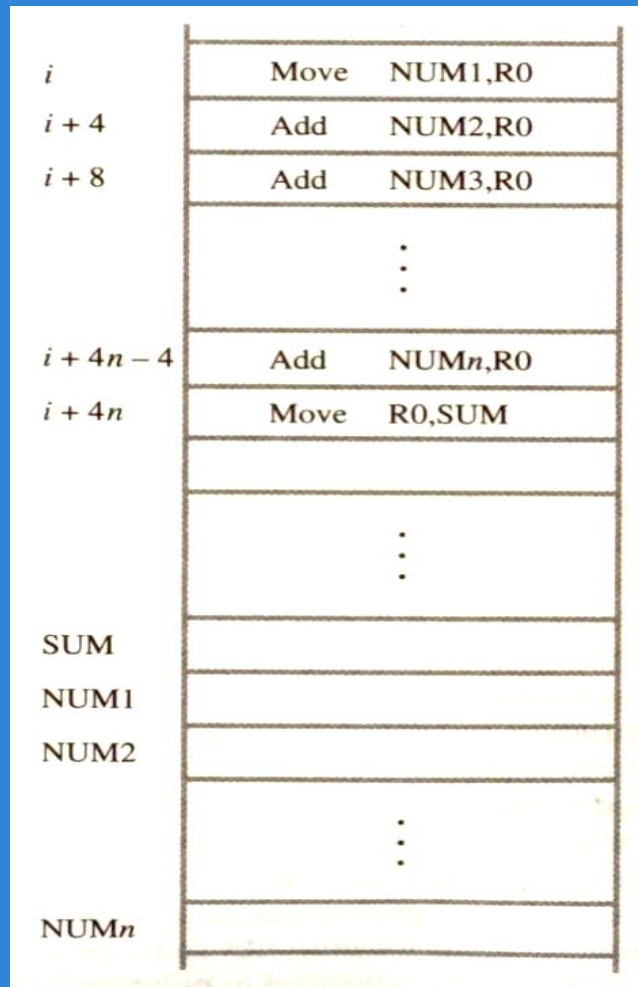 i Move NUM1,R0
i + 4 Add NUM2,R0
i + 8 Add NUM3,R0
i + 4n – 4 Add NUMn,R0
i + 4n Move R0,SUM
SUM
NUM1
NUM2
NUMn